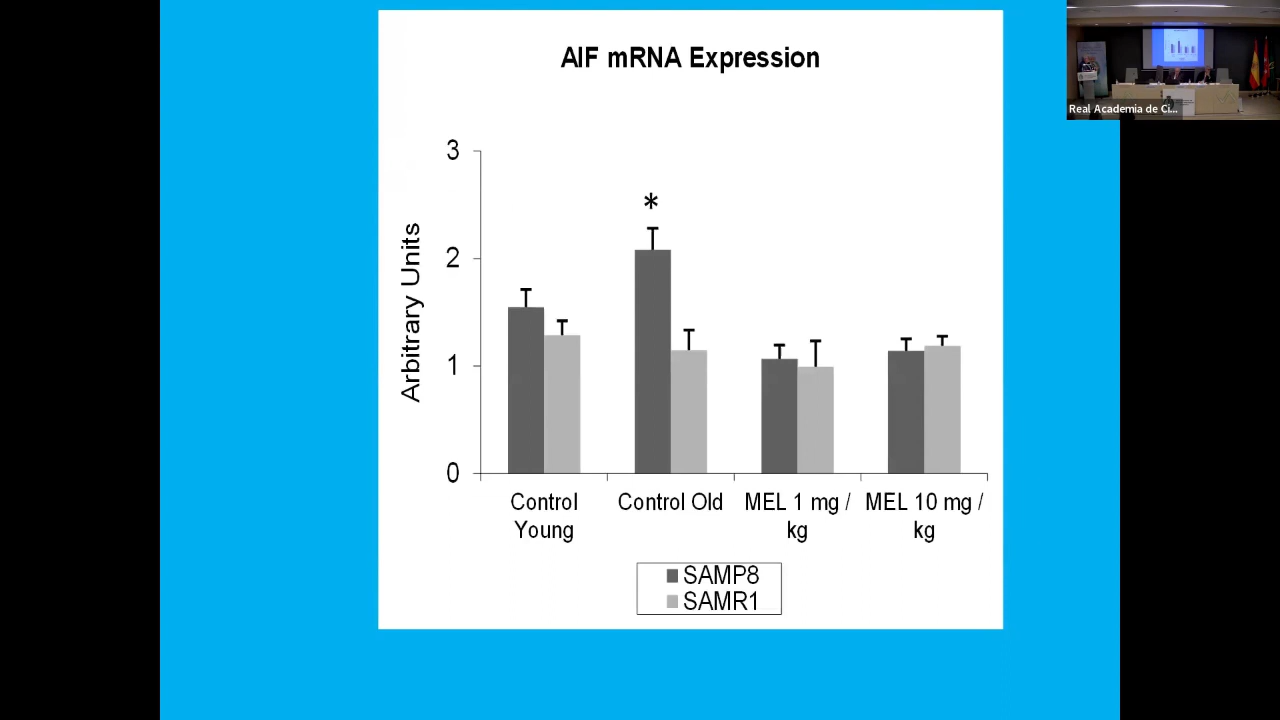 AIF mRNA Expression
Real Academia de Ci...
3
*
2
1
0
Arbitrary Units
Control Young
Control Old
MEL 1 mg / kg
MEL 10 mg / kg
SAMP8
SAMR1